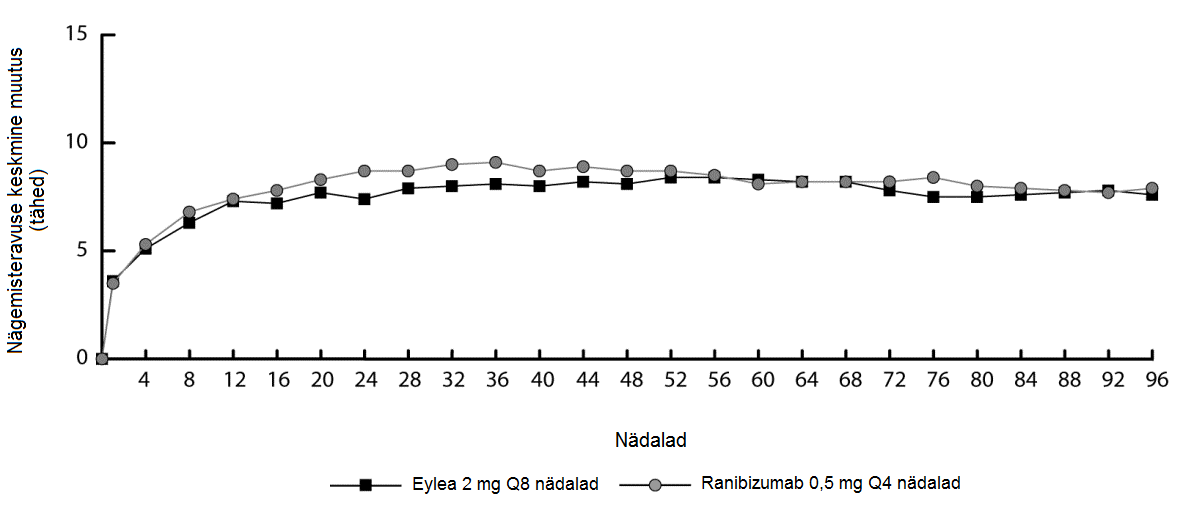 Nägemisteravuse keskmine muutus
(tähed)
15
10
5
0
4 8 12 16 20 24 28 32 36 40 44 48 52 56 60 64 68 72 76 80 84 88 92 96
Nädalad
Eylea 2 mg Q8 nädalad Ranibizumab 0,5 mg Q4 nädalad